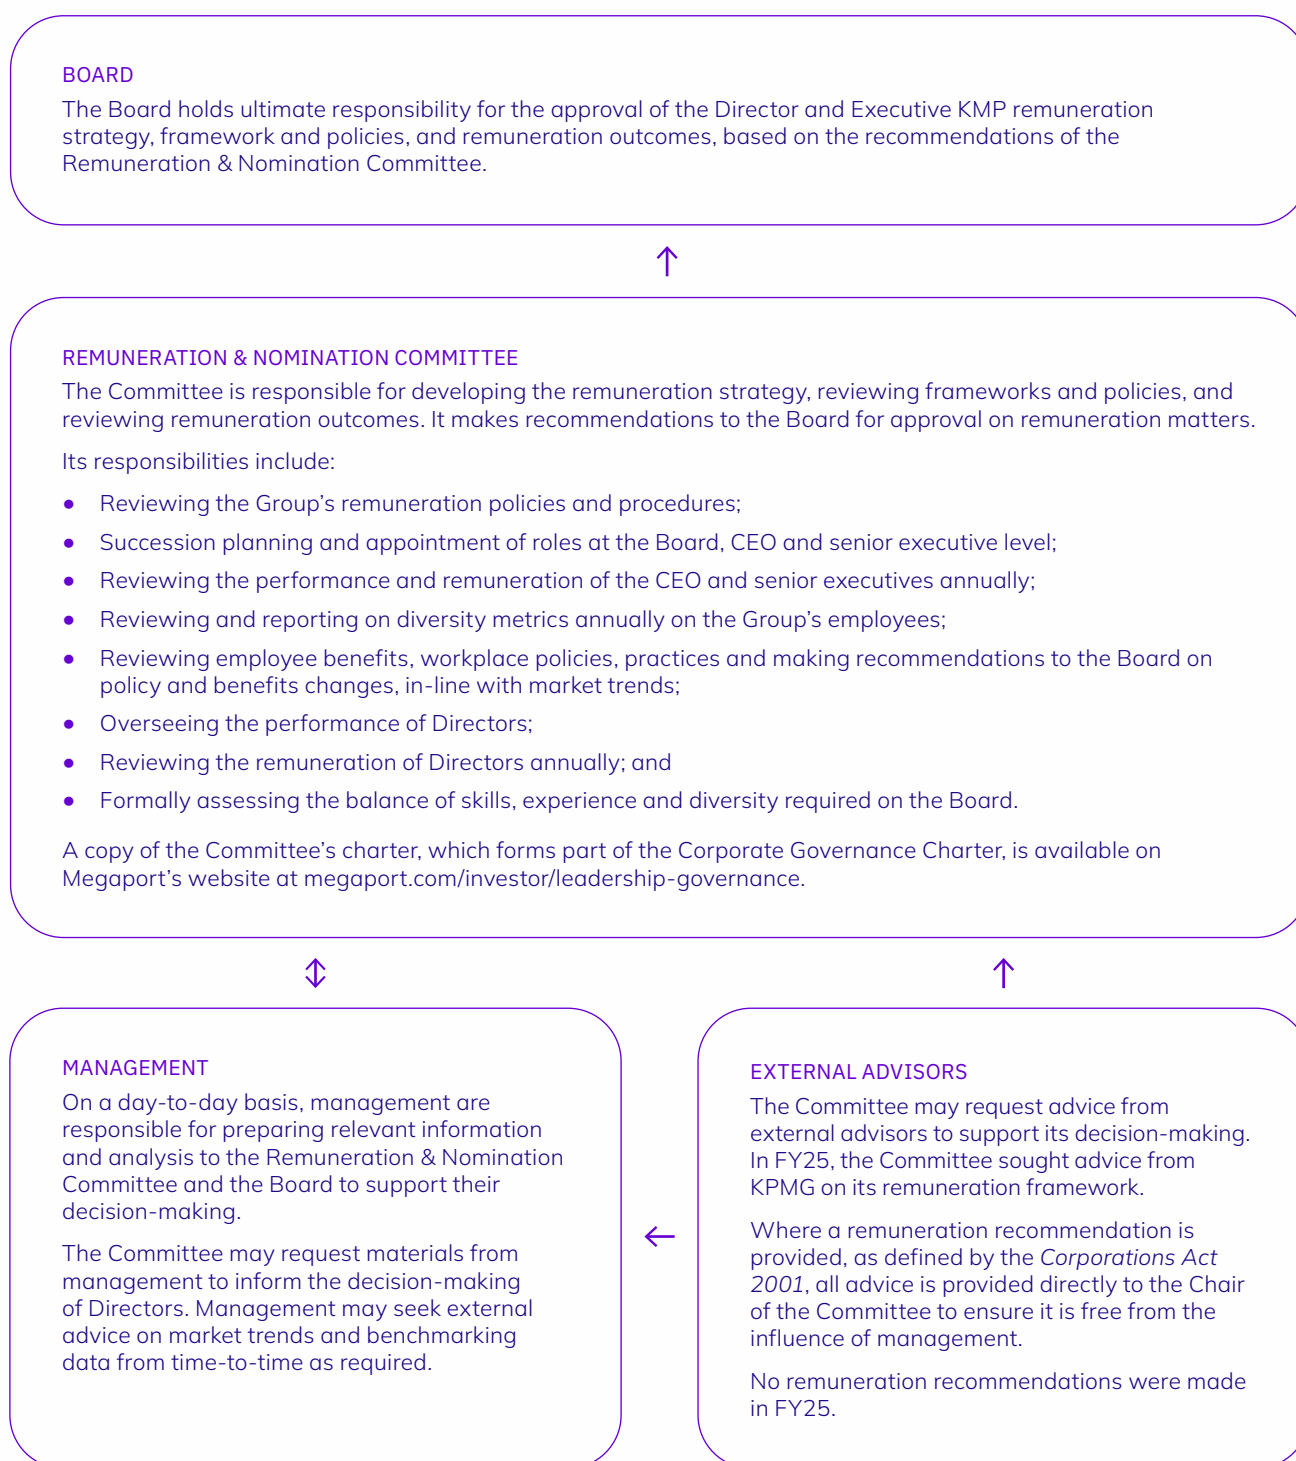 BOARD
The Board holds ultimate responsibility for the approval of the Director and Executive KMP remuneration
strategy, framework and policies, and remuneration outcomes, based on the recommendations of the
Remuneration & Nomination Committee.
REMUNERATION & NOMINATION COMMITTEE
The Committee is responsible for developing the remuneration strategy, reviewing frameworks and policies, and
reviewing remuneration outcomes. It makes recommendations to the Board for approval on remuneration matters.
Its responsibilities include:
● Reviewing the Group’s remuneration policies and procedures;
● Succession planning and appointment of roles at the Board, CEO and senior executive level;
● Reviewing the performance and remuneration of the CEO and senior executives annually;
● Reviewing and reporting on diversity metrics annually on the Group’s employees;
● Reviewing employee benefits, workplace policies, practices and making recommendations to the Board on
policy and benefits changes, in-line with market trends;
● Overseeing the performance of Directors;
● Reviewing the remuneration of Directors annually; and
● Formally assessing the balance of skills, experience and diversity required on the Board.
A copy of the Committee’s charter, which forms part of the Corporate Governance Charter, is available on
Megaport’s website at megaport.com/investor/leadership-governance.
MANAGEMENT
On a day-to-day basis, management are
responsible for preparing relevant information
and analysis to the Remuneration & Nomination
Committee and the Board to support their
decision-making.
The Committee may request materials from
management to inform the decision-making
of Directors. Management may seek external
advice on market trends and benchmarking
data from time-to-time as required.
EXTERNAL ADVISORS
The Committee may request advice from
external advisors to support its decision-making.
In FY25, the Committee sought advice from
KPMG on its remuneration framework.
Where a remuneration recommendation is
provided, as defined by the Corporations Act
2001, all advice is provided directly to the Chair
of the Committee to ensure it is free from the
influence of management.
No remuneration recommendations were made
in FY25.